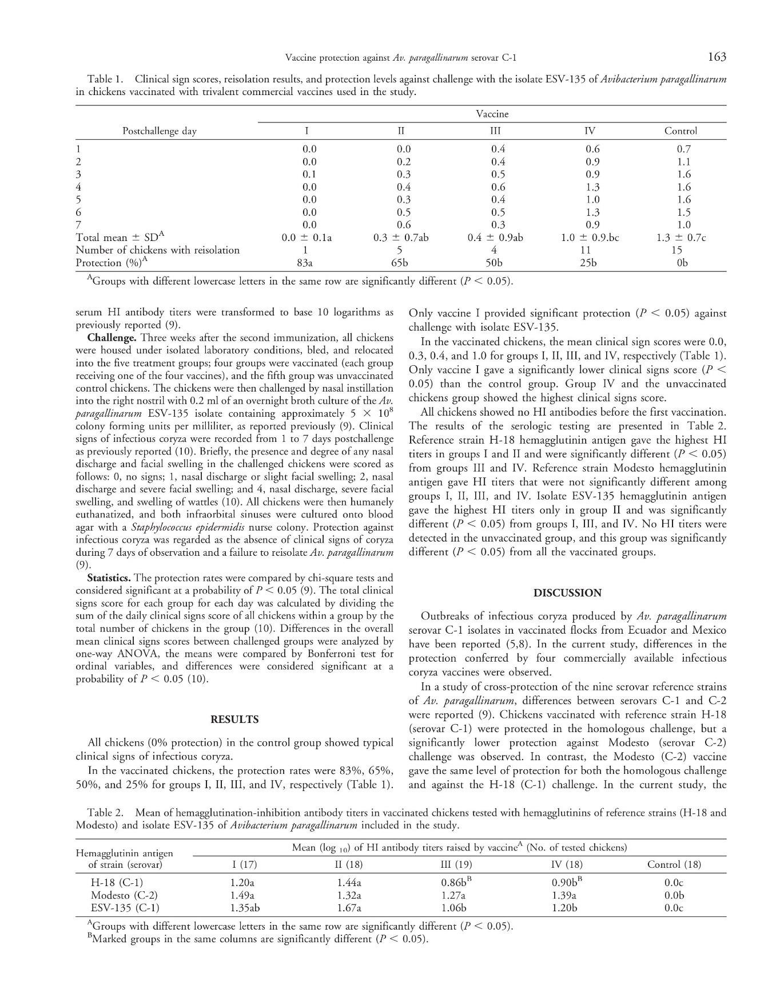 Vaccine protection against Av. paragallinarum serovar C-1 163
Table 1. Clinical sign scores, reisolation results, and protection levels against challenge with the isolate ESV-135 of Avibacterium paragallinarum
in chickens vaccinated with trivalent commercial vaccines used in the study.
Vaccine
Postchallenge day I II III IV Control
1 0.0 0.0 0.4 0.6 0.7
2 0.0 0.2 0.4 0.9 1.1
3 0.1 0.3 0.5 0.9 1.6
4 0.0 0.4 0.6 1.3 1.6
5 0.0 0.3 0.4 1.0 1.6
6 0.0 0.5 0.5 1.3 1.5
7 0.0 0.6 0.3 0.9 1.0
Total mean ± SDA 0.0 ± 0.1a 0.3 ± 0.7ab 0.4 ± 0.9ab 1.0 ± 0.9.bc 1.3 ± 0.7c
Number of chickens with reisolation 1 5 4 11 15
Protection (%)A 83a 65b 50b 25b 0b
AGroups with different lowercase letters in the same row are significantly different (P < 0.05).
serum HI antibody titers were transformed to base 10 logarithms as
previously reported (9).
Challenge. Three weeks after the second immunization, all chickens
were housed under isolated laboratory conditions, bled, and relocated
into the five treatment groups; four groups were vaccinated (each group
receiving one of the four vaccines), and the fifth group was unvaccinated
control chickens. The chickens were then challenged by nasal instillation
into the right nostril with 0.2 ml of an overnight broth culture of the Av.
paragallinarum ESV-135 isolate containing approximately 5 × 10⁸
colony forming units per milliliter, as reported previously (9). Clinical
signs of infectious coryza were recorded from 1 to 7 days postchallenge
as previously reported (10). Briefly, the presence and degree of any nasal
discharge and facial swelling in the challenged chickens were scored as
follows: 0, no signs; 1, nasal discharge or slight facial swelling; 2, nasal
discharge and severe facial swelling; and 4, nasal discharge, severe facial
swelling, and swelling of wattles (10). All chickens were then humanely
euthanatized, and both infraorbital sinuses were cultured onto blood
agar with a Staphylococcus epidermidis nurse colony. Protection against
infectious coryza was regarded as the absence of clinical signs of coryza
during 7 days of observation and a failure to reisolate Av. paragallinarum
(9).
Statistics. The protection rates were compared by chi-square tests and
considered significant at a probability of P < 0.05 (9). The total clinical
signs score for each group for each day was calculated by dividing the
sum of the daily clinical signs score of all chickens within a group by the
total number of chickens in the group (10). Differences in the overall
mean clinical signs scores between challenged groups were analyzed by
one-way ANOVA, the means were compared by Bonferroni test for
ordinal variables, and differences were considered significant at a
probability of P < 0.05 (10).
RESULTS
All chickens (0% protection) in the control group showed typical
clinical signs of infectious coryza.
In the vaccinated chickens, the protection rates were 83%, 65%,
50%, and 25% for groups I, II, III, and IV, respectively (Table 1).
Only vaccine I provided significant protection (P < 0.05) against
challenge with isolate ESV-135.
In the vaccinated chickens, the mean clinical sign scores were 0.0,
0.3, 0.4, and 1.0 for groups I, II, III, and IV, respectively (Table 1).
Only vaccine I gave a significantly lower clinical signs score (P <
0.05) than the control group. Group IV and the unvaccinated
chickens group showed the highest clinical signs score.
All chickens showed no HI antibodies before the first vaccination.
The results of the serologic testing are presented in Table 2.
Reference strain H-18 hemagglutinin antigen gave the highest HI
titers in groups I and II and were significantly different (P < 0.05)
from groups III and IV. Reference strain Modesto hemagglutinin
antigen gave HI titers that were not significantly different among
groups I, II, III, and IV. Isolate ESV-135 hemagglutinin antigen
gave the highest HI titers only in group II and was significantly
different (P < 0.05) from groups I, III, and IV. No HI titers were
detected in the unvaccinated group, and this group was significantly
different (P < 0.05) from all the vaccinated groups.
DISCUSSION
Outbreaks of infectious coryza produced by Av. paragallinarum
serovar C-1 isolates in vaccinated flocks from Ecuador and Mexico
have been reported (5,8). In the current study, differences in the
protection conferred by four commercially available infectious
coryza vaccines were observed.
In a study of cross-protection of the nine serovar reference strains
of Av. paragallinarum, differences between serovars C-1 and C-2
were reported (9). Chickens vaccinated with reference strain H-18
(serovar C-1) were protected in the homologous challenge, but a
significantly lower protection against Modesto (serovar C-2)
challenge was observed. In contrast, the Modesto (C-2) vaccine
gave the same level of protection for both the homologous challenge
and against the H-18 (C-1) challenge. In the current study, the
Table 2. Mean of hemagglutination-inhibition antibody titers in vaccinated chickens tested with hemagglutinins of reference strains (H-18 and
Modesto) and isolate ESV-135 of Avibacterium paragallinarum included in the study.
Mean (log 10) of HI antibody titers raised by vaccineA (No. of tested chickens)
Hemagglutinin antigen
of strain (serovar) I (17) II (18) III (19) IV (18) Control (18)
H-18 (C-1) 1.20a 1.44a 0.86bB 0.90bB 0.0c
Modesto (C-2) 1.49a 1.32a 1.27a 1.39a 0.0b
ESV-135 (C-1) 1.35ab 1.67a 1.06b 1.20b 0.0c
AGroups with different lowercase letters in the same row are significantly different (P < 0.05).
BMarked groups in the same columns are significantly different (P < 0.05).